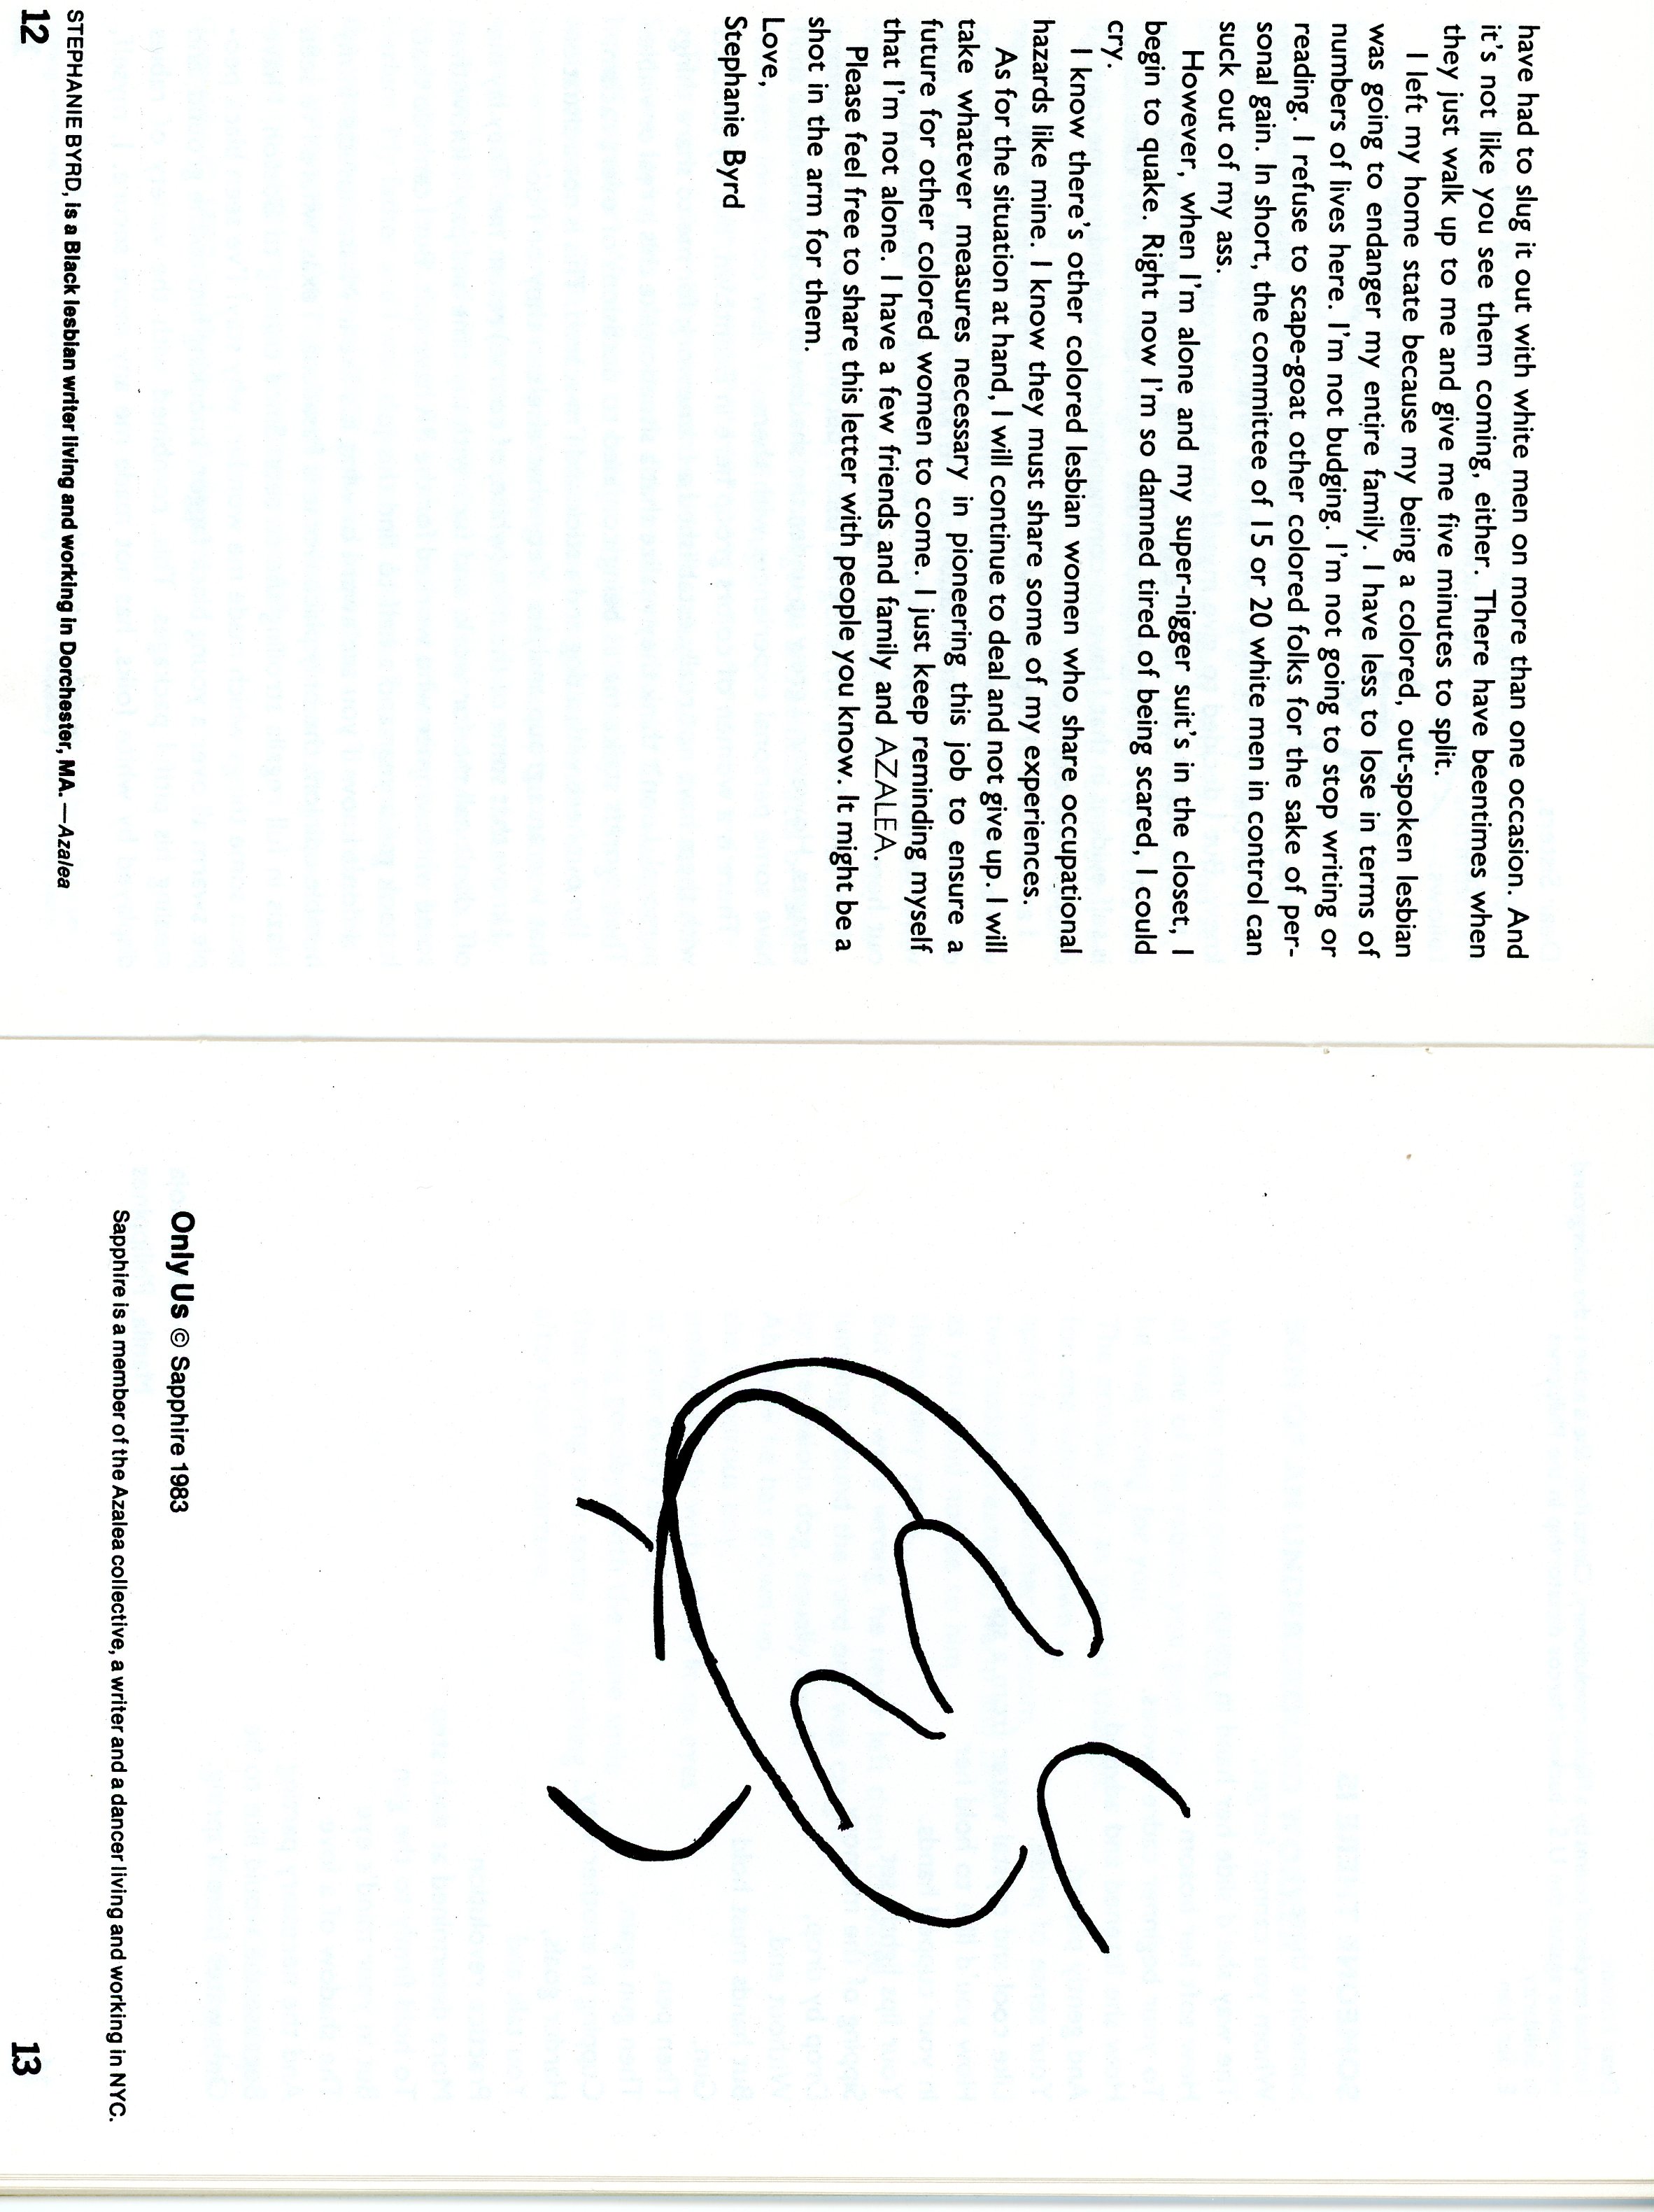 have had to slug it out with white men on more than one occasion. And
it's not like you see them coming, either. There have beentimes when
they just walk up to me and give me five minutes to split.
I left my home state because my being a colored, out-spoken lesbian
was going to endanger my entire family. I have less to lose in terms of
numbers of lives here. I'm not budging. I'm not going to stop writing or
reading. I refuse to scape-goat other colored folks for the sake of per-
sonal gain. In short, the committee of 15 or 20 white men in control can
suck out of my ass.
However, when I'm alone and my super-nigger suit's in the closet, I
begin to quake. Right now I'm so damned tired of being scared, I could
cry.
I know there's other colored lesbian women who share occupational
hazards like mine. I know they must share some of my experiences.
As for the situation at hand, I will continue to deal and not give up. I will
take whatever measures necessary in pioneering this job to ensure a
future for other colored women to come. I just keep reminding myself
that I'm not alone. I have a few friends and family and AZALEA.
Please feel free to share this letter with people you know. It might be a
shot in the arm for them.
Love,
Stephanie Byrd
STEPHANIE BYRD, is a Black lesbian writer living and working in Dorchester, MA. —Azalea
12
Only Us © Sapphire 1983
Sapphire is a member of the Azalea collective, a writer and a dancer living and working in NYC.
13